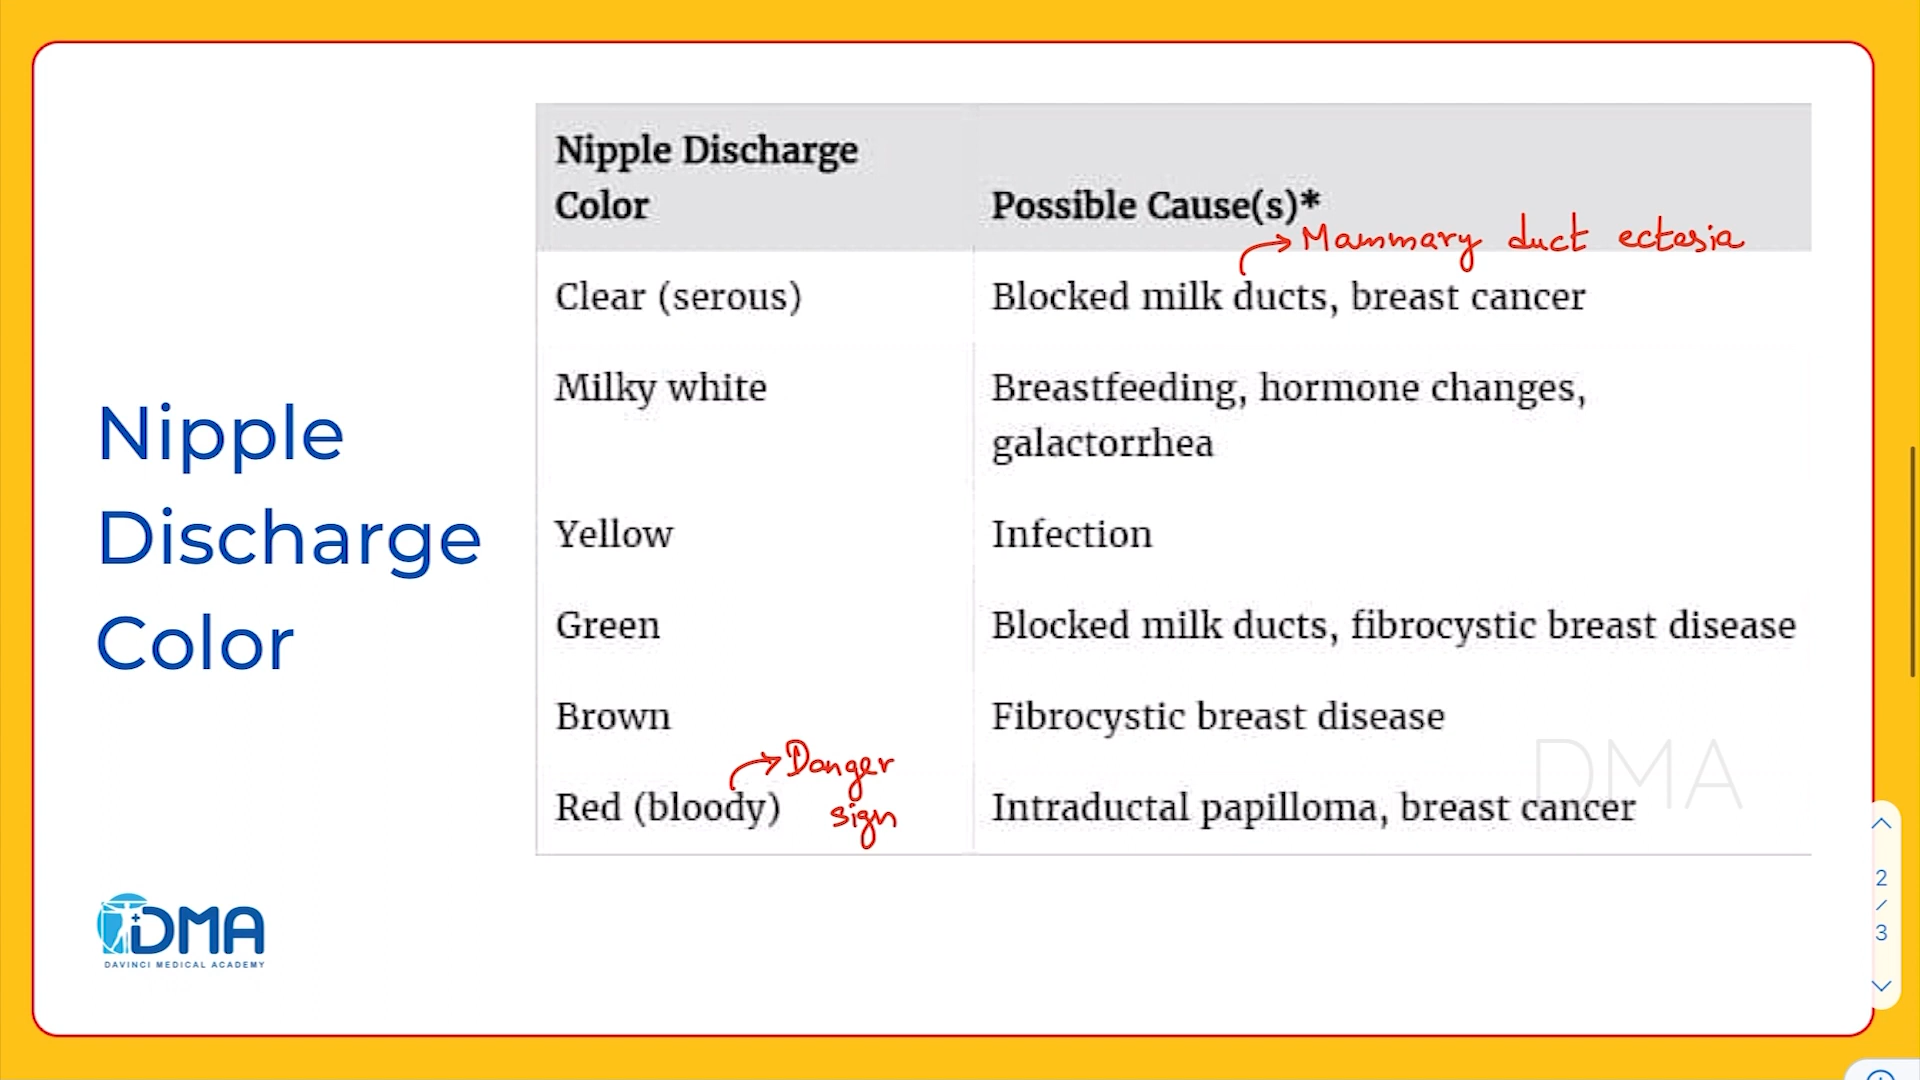 Nipple
Discharge
Color
Nipple Discharge
Color
Possible Cause(s)*
Mammary duct ectasia
Clear (serous)
Blocked milk ducts, breast cancer
Milky white
Breastfeeding, hormone changes,
galactorrhea
Yellow
Infection
Green
Blocked milk ducts, fibrocystic breast disease
Brown
Fibrocystic breast disease
Danger
sign
Red (bloody)
Intraductal papilloma, breast cancer
DMA
DMA
DAVINCI MEDICAL ACADEMY
2
/
3